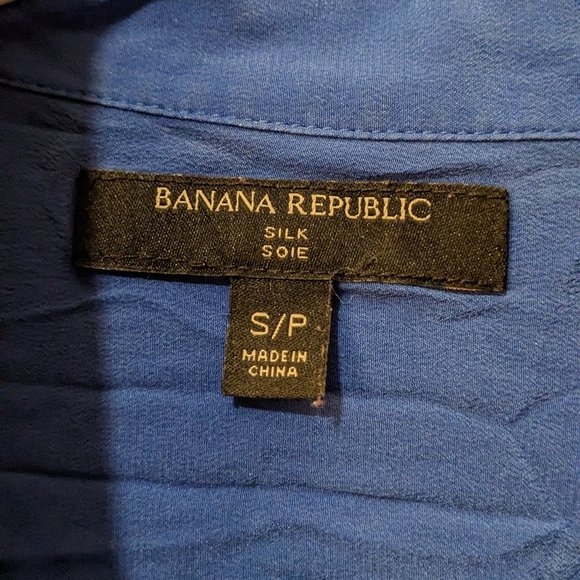 BANANA REPUBLIC
SILK
SOIE
S/P
MADE IN
CHINA